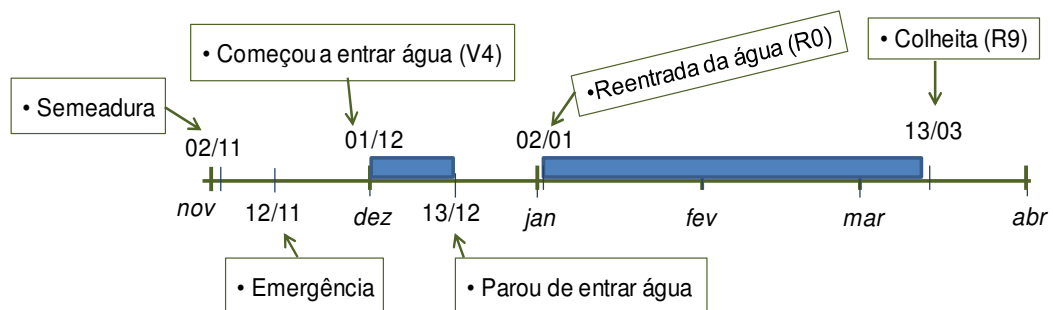 • Semeadura
• Começou a entrar água (V4)
•Reentrada da água (R0)
• Colheita (R9)
02/11
01/12
02/01
13/03
nov
12/11
dez
13/12
jan
fev
mar
abr
• Emergência
• Parou de entrar água